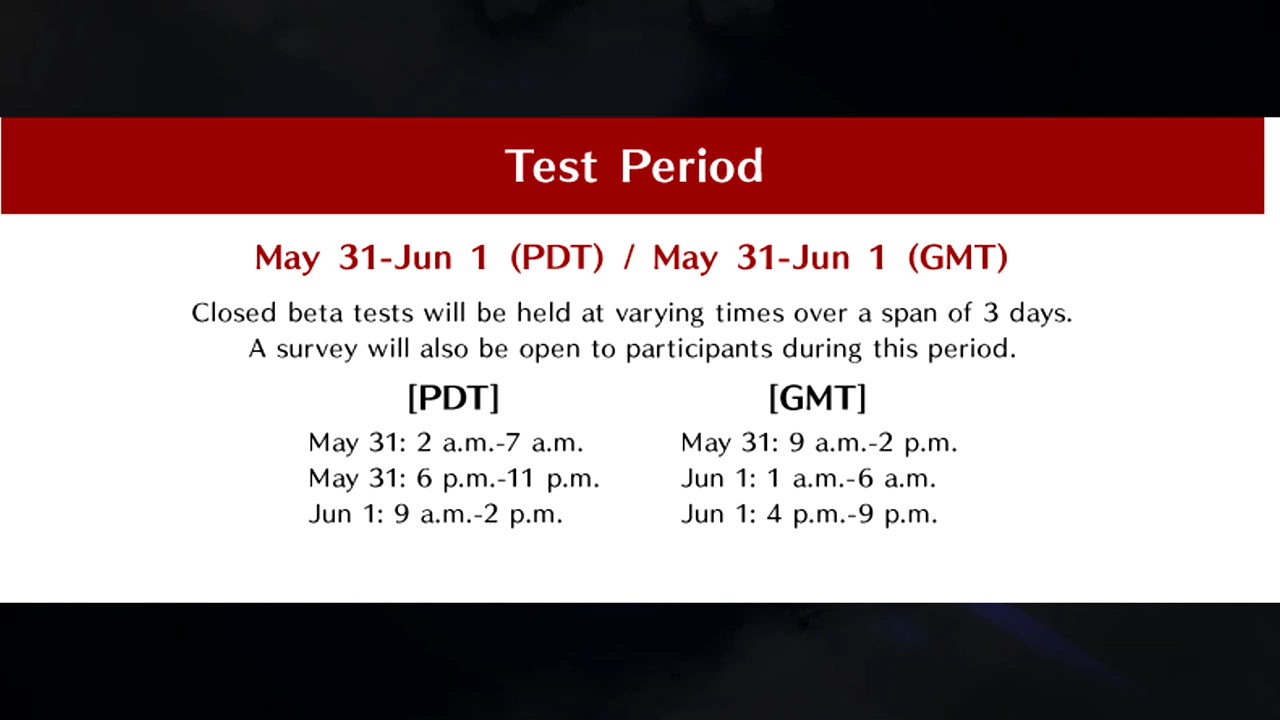 Test Period
May 31-Jun 1 (PDT) / May 31-Jun 1 (GMT)
Closed beta tests will be held at varying times over a span of 3 days.
A survey will also be open to participants during this period.
[PDT]
May 31: 2 a.m.-7 a.m.
May 31: 6 p.m.-11 p.m.
Jun 1: 9 a.m.-2 p.m.
[GMT]
May 31: 9 a.m.-2 p.m.
Jun 1: 1 a.m.-6 a.m.
Jun 1: 4 p.m.-9 p.m.